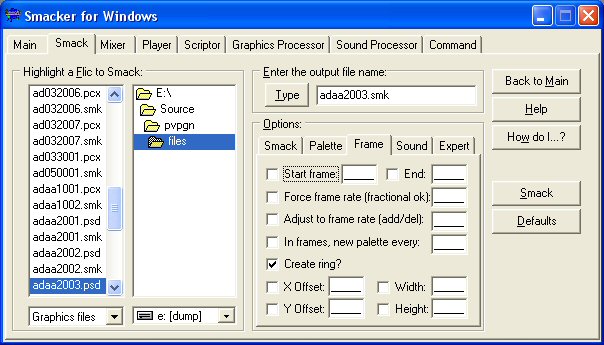 Smacker for Windows
Main Smack Mixer Player Scriptor Graphics Processor Sound Processor Command
Highlight a Flic to Smack:
ad032006.pcx
ad032006.smk
ad032007.pcx
ad032007.smk
ad033001.pcx
ad050001.smk
adaa1001.pcx
adaa1002.smk
adaa2001.psd
adaa2001.smk
adaa2002.psd
adaa2002.smk
adaa2003.psd
Graphics files
E:\
Source
pvpgn
files
e: [dump]
Enter the output file name:
Type adaa2003.smk
Options:
Smack Palette Frame Sound Expert
Start frame: End:
Force frame rate (fractional ok):
Adjust to frame rate (add/del):
In frames, new palette every:
Create ring?
X Offset: Width:
Y Offset: Height:
Back to Main
Help
How do I...?
Smack
Defaults